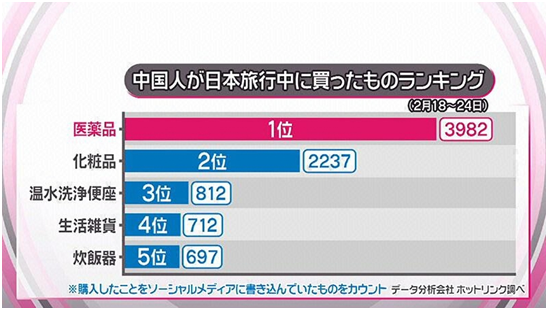 中国人が日本旅行中に買ったものランキング
(2月18~24日)
医薬品 1位 3982
化粧品 2位 2237
温水洗浄便座 3位 812
生活雑貨 4位 712
炊飯器 5位 697
※購入したことをソーシャルメディアに書き込んでいたものをカウント データ分析会社 ホットリンク調べ